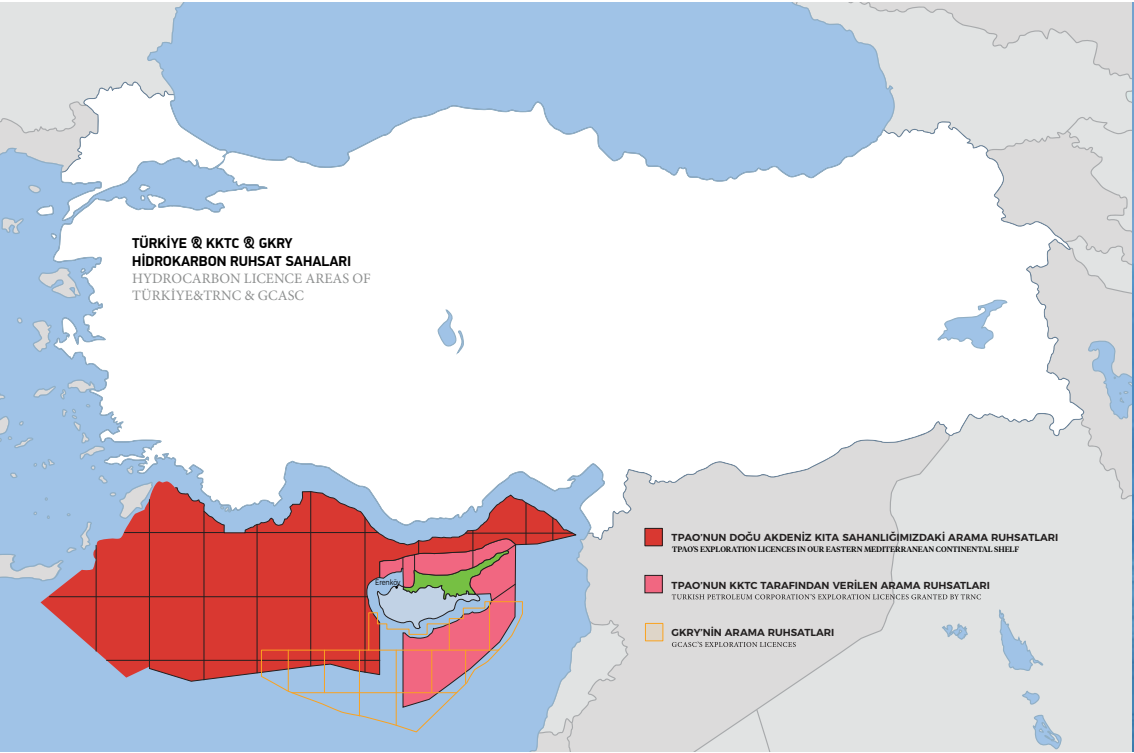 TÜRKİYE & KKTC & GKRY
HİDROKARBON RUHSAT SAHALARI
HYDROCARBON LICENCE AREAS OF
TÜRKİYE&TRNC & GCASC
Erenköy
TPAO'NUN DOĞU AKDENİZ KITA SAHANLIĞIMIZDAKİ ARAMA RUHSATLARI
TPAO'S EXPLORATION LICENCES IN OUR EASTERN MEDITERRANEAN CONTINENTAL SHELF
TPAO'NUN KKTC TARAFINDAN VERİLEN ARAMA RUHSATLARI
TURKISH PETROLEUM CORPORATION'S EXPLORATION LICENCES GRANTED BY TRNC
GKRY'NİN ARAMA RUHSATLARI
GCASC'S EXPLORATION LICENCES